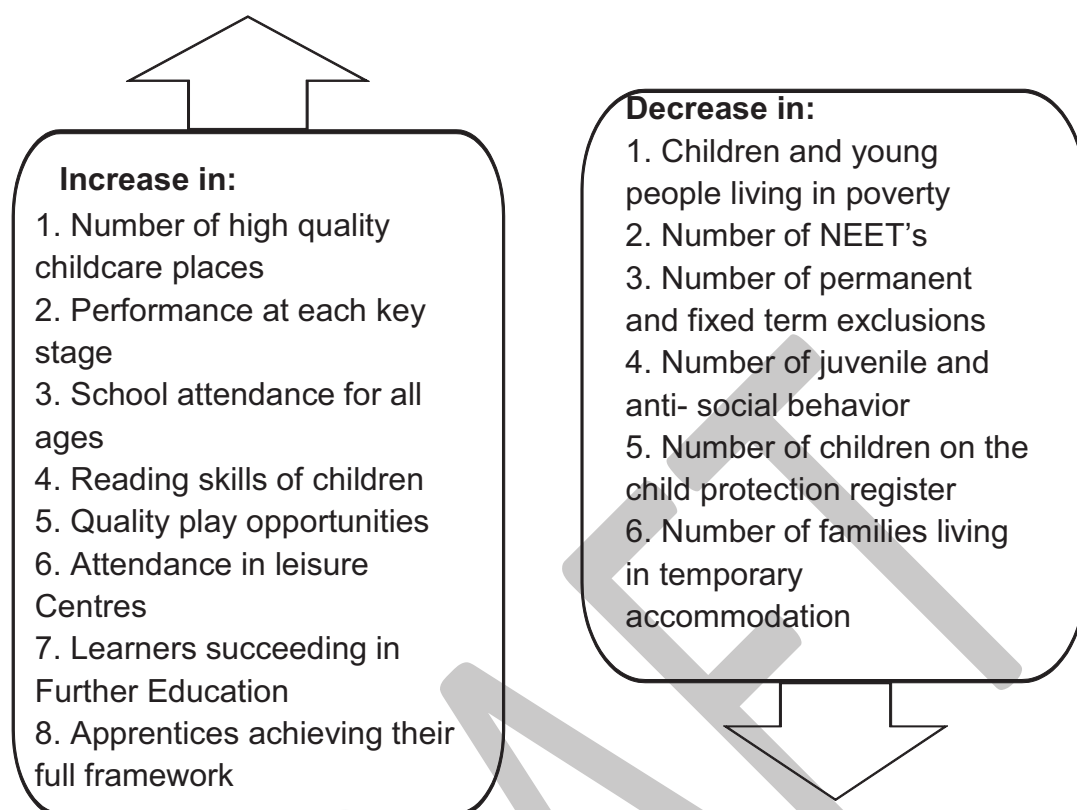 Increase in:
1. Number of high quality
childcare places
2. Performance at each key
stage
3. School attendance for all
ages
4. Reading skills of children
5. Quality play opportunities
6. Attendance in leisure
Centres
7. Learners succeeding in
Further Education
8. Apprentices achieving their
full framework
Decrease in:
1. Children and young
people living in poverty
2. Number of NEET’s
3. Number of permanent
and fixed term exclusions
4. Number of juvenile and
anti- social behavior
5. Number of children on the
child protection register
6. Number of families living
in temporary
accommodation